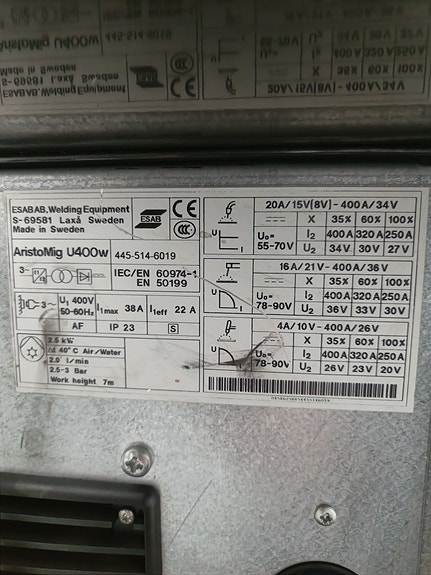 ESAB AB, Welding Equipment
S-69581 Laxå Sweden
Made in Sweden
ESAB
CE
CCC
AristoMig U400w 445-514-6019
3~
IEC/EN 60974-1
EN 50199
3~ U₁ 400V
50-60Hz
I1max 38A
I1eff 22 A
AF IP 23 S
2.5 kW
Δt 40°C Air/Water
2.0 l/min
2.5-3 Bar
Work height 7m
20A/15V(8V)-400A/34V
X 35% 60% 100%
U₀=
55-70V
I₂ 400A 320A 250A
U₂ 34V 30V 27V
16A/21V-400A/36V
X 35% 60% 100%
U₀=
78-90V
I₂ 400A 320A 250A
U₂ 36V 33V 30V
4A/10V-400A/26V
X 35% 60% 100%
U₀=
78-90V
I₂ 400A 320A 250A
U₂ 26V 23V 20V